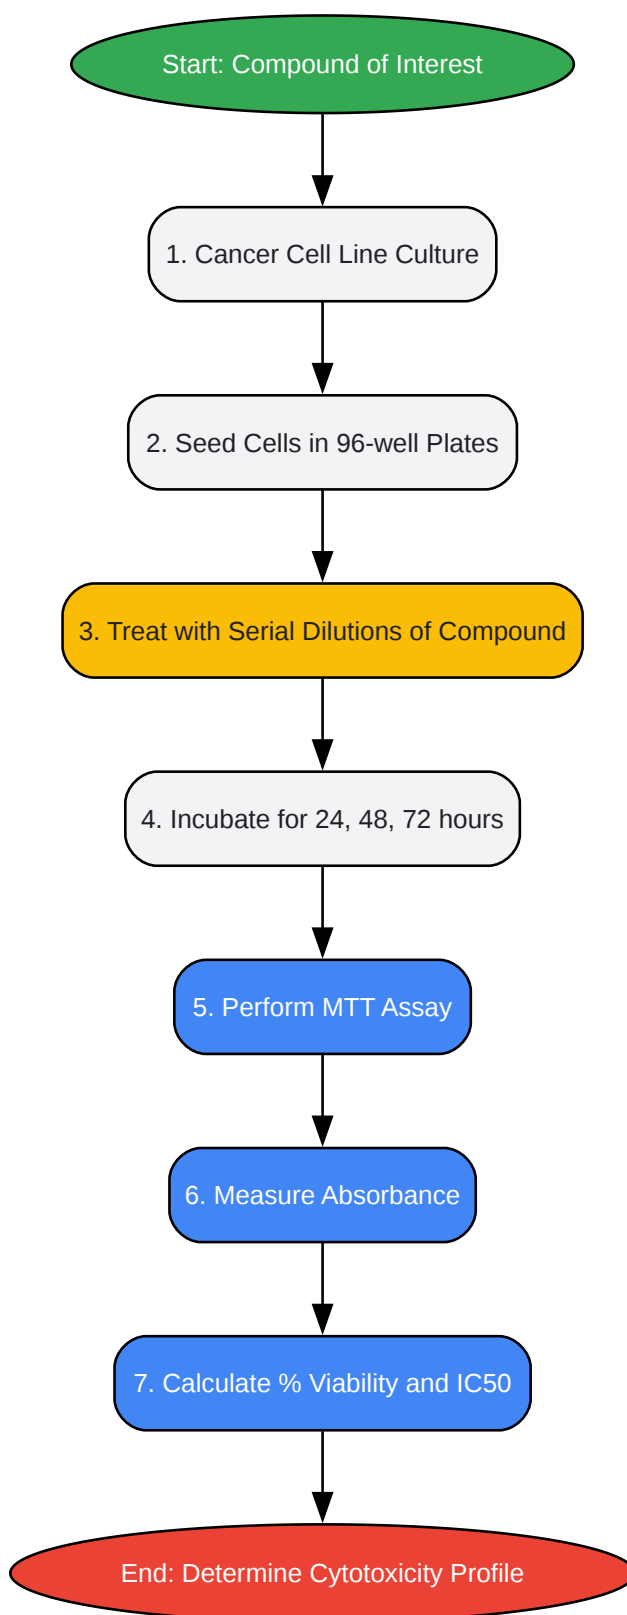 Start: Compound of Interest
1. Cancer Cell Line Culture
2. Seed Cells in 96-well Plates
3. Treat with Serial Dilutions of Compound
4. Incubate for 24, 48, 72 hours
5. Perform MTT Assay
6. Measure Absorbance
7. Calculate % Viability and IC50
End: Determine Cytotoxicity Profile